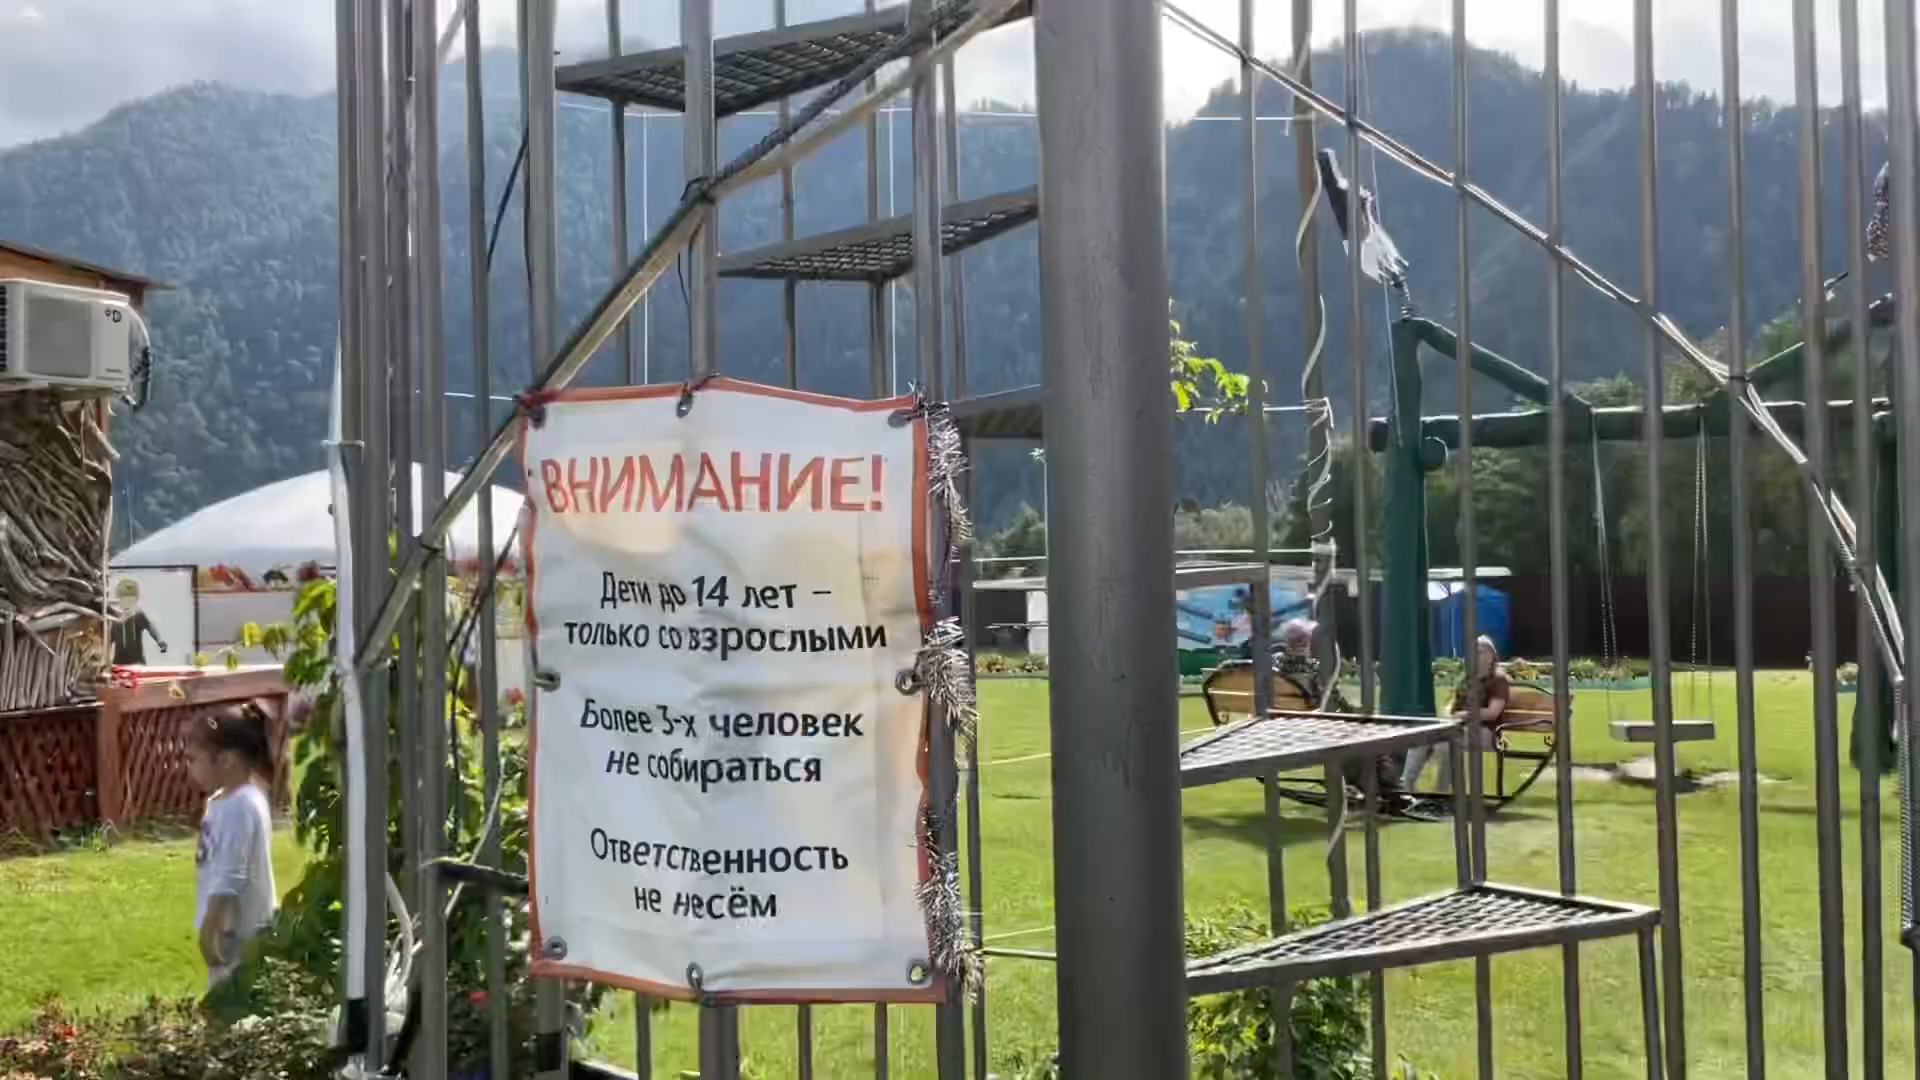 ВНИМАНИЕ!
Дети до 14 лет –
только со взрослыми
Более 3-х человек
не собираться
Ответственность
не несём